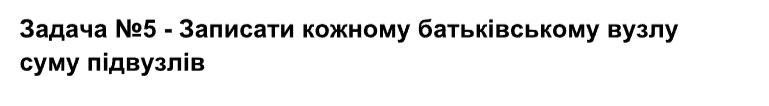 Задача №5 - Записати кожному батьківському вузлу
суму підвузлів